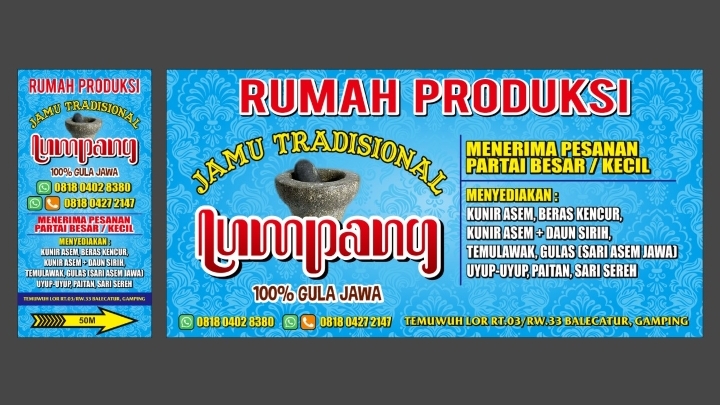 RUMAH PRODUKSI
JAMU TRADISIONAL
Lumpang
100% GULA JAWA
0818 0402 8380
0818 0427 2147
MENERIMA PESANAN
PARTAI BESAR / KECIL
MENYEDIAKAN :
KUNIR ASEM, BERAS KENCUR,
KUNIR ASEM + DAUN SIRIH,
TEMULAWAK, GULAS (SARI ASEM JAWA)
UYUP-UYUP, PAITAN, SARI SEREH
TEMUWUH LOR RT.03/RW.33 BALECATUR, GAMPING
50M
RUMAH PRODUKSI
JAMU TRADISIONAL
Lumpang
100% GULA JAWA
MENERIMA PESANAN
PARTAI BESAR / KECIL
MENYEDIAKAN :
KUNIR ASEM, BERAS KENCUR,
KUNIR ASEM + DAUN SIRIH,
TEMULAWAK, GULAS (SARI ASEM JAWA)
UYUP-UYUP, PAITAN, SARI SEREH
0818 0402 8380 0818 0427 2147 TEMUWUH LOR RT.03/RW.33 BALECATUR, GAMPING